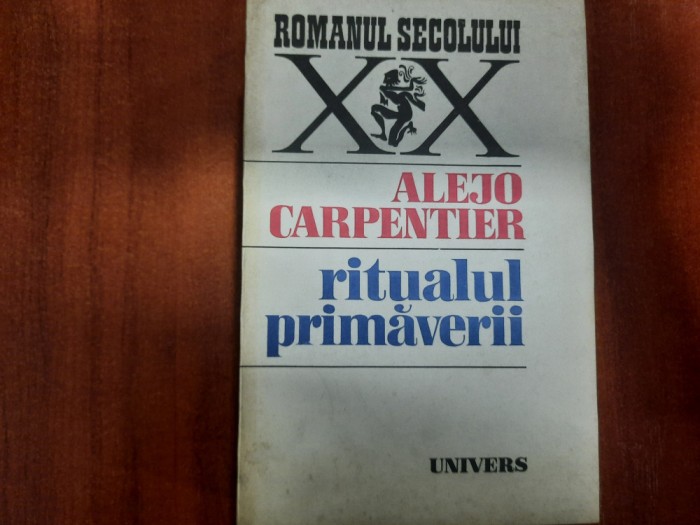 ROMANUL SECOLULUI
XX
ALEJO
CARPENTIER
ritualul
primăverii
UNIVERS